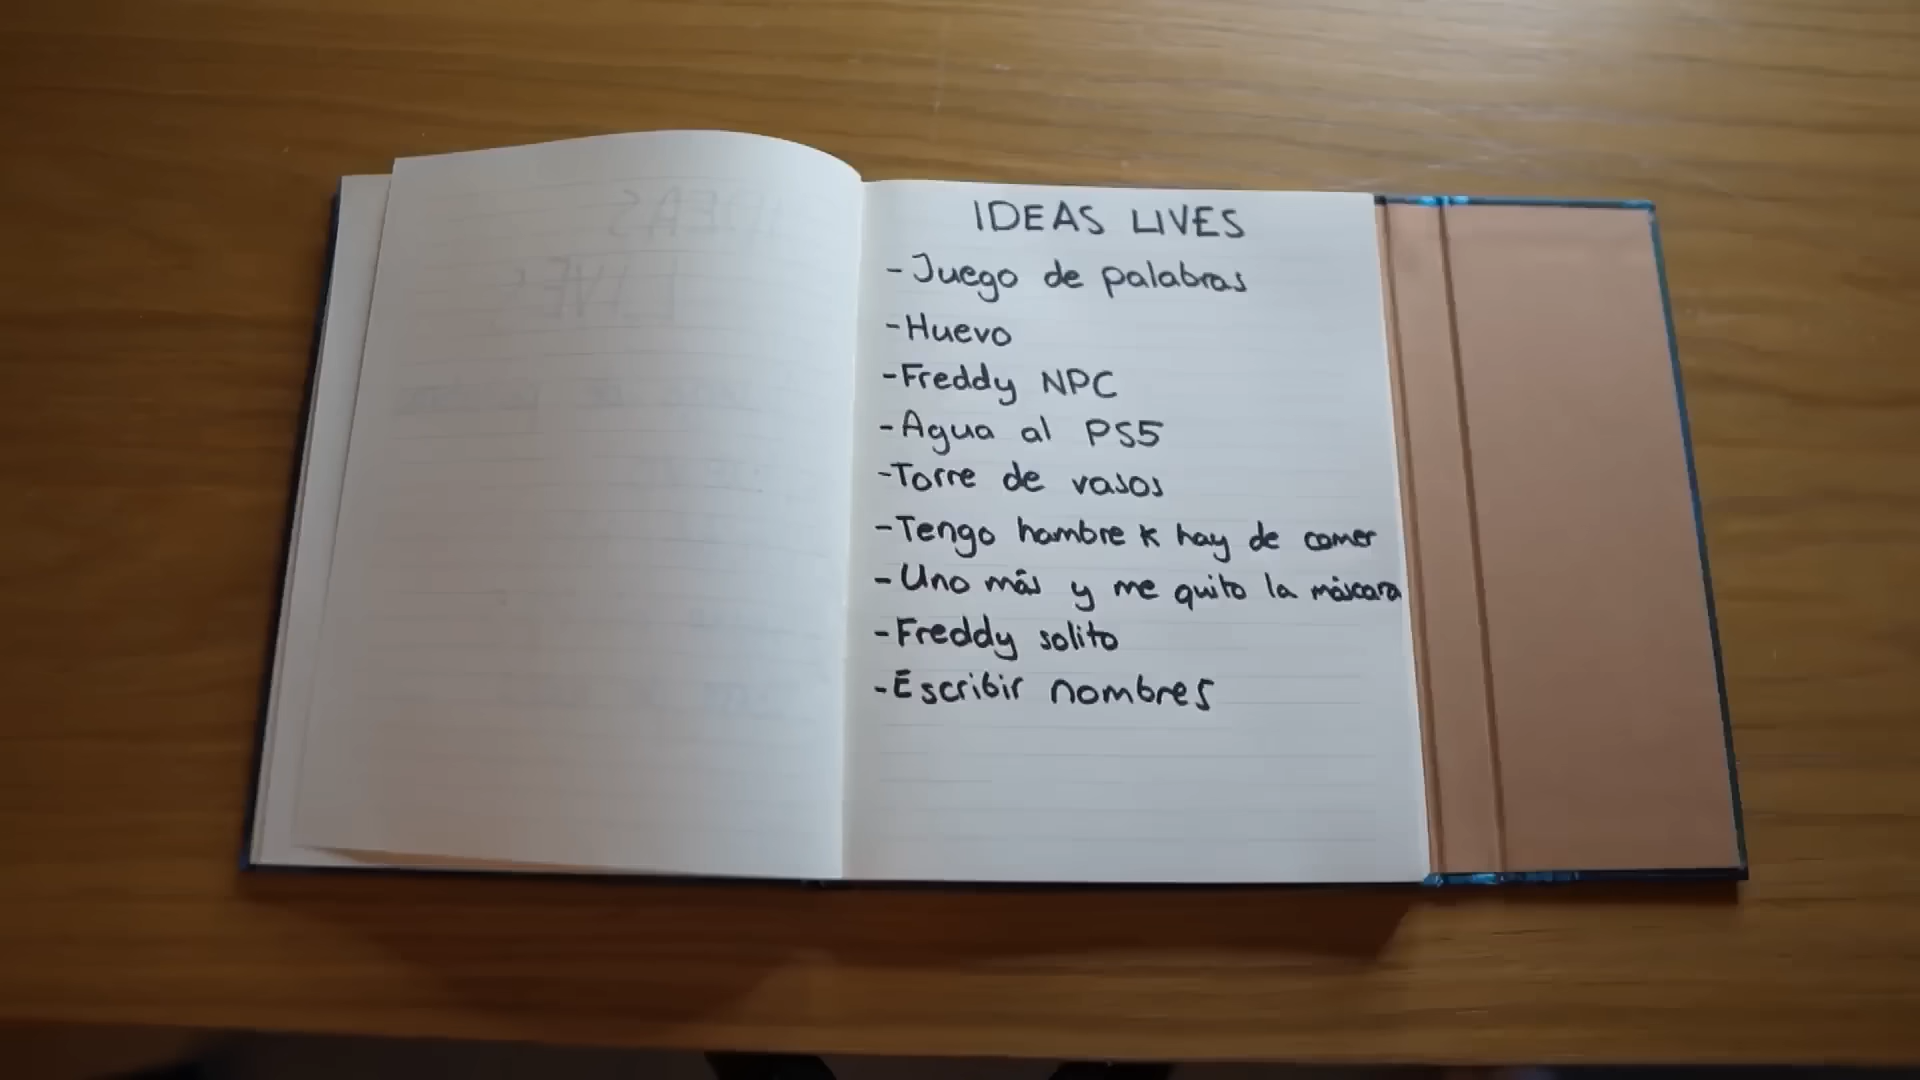 IDEAS LIVES
-Juego de palabras
-Huevo
-Freddy NPC
-Agua al PS5
-Torre de vasos
-Tengo hambre k hay de comer
-Uno más y me quito la máscara
-Freddy solito
-Escribir nombres